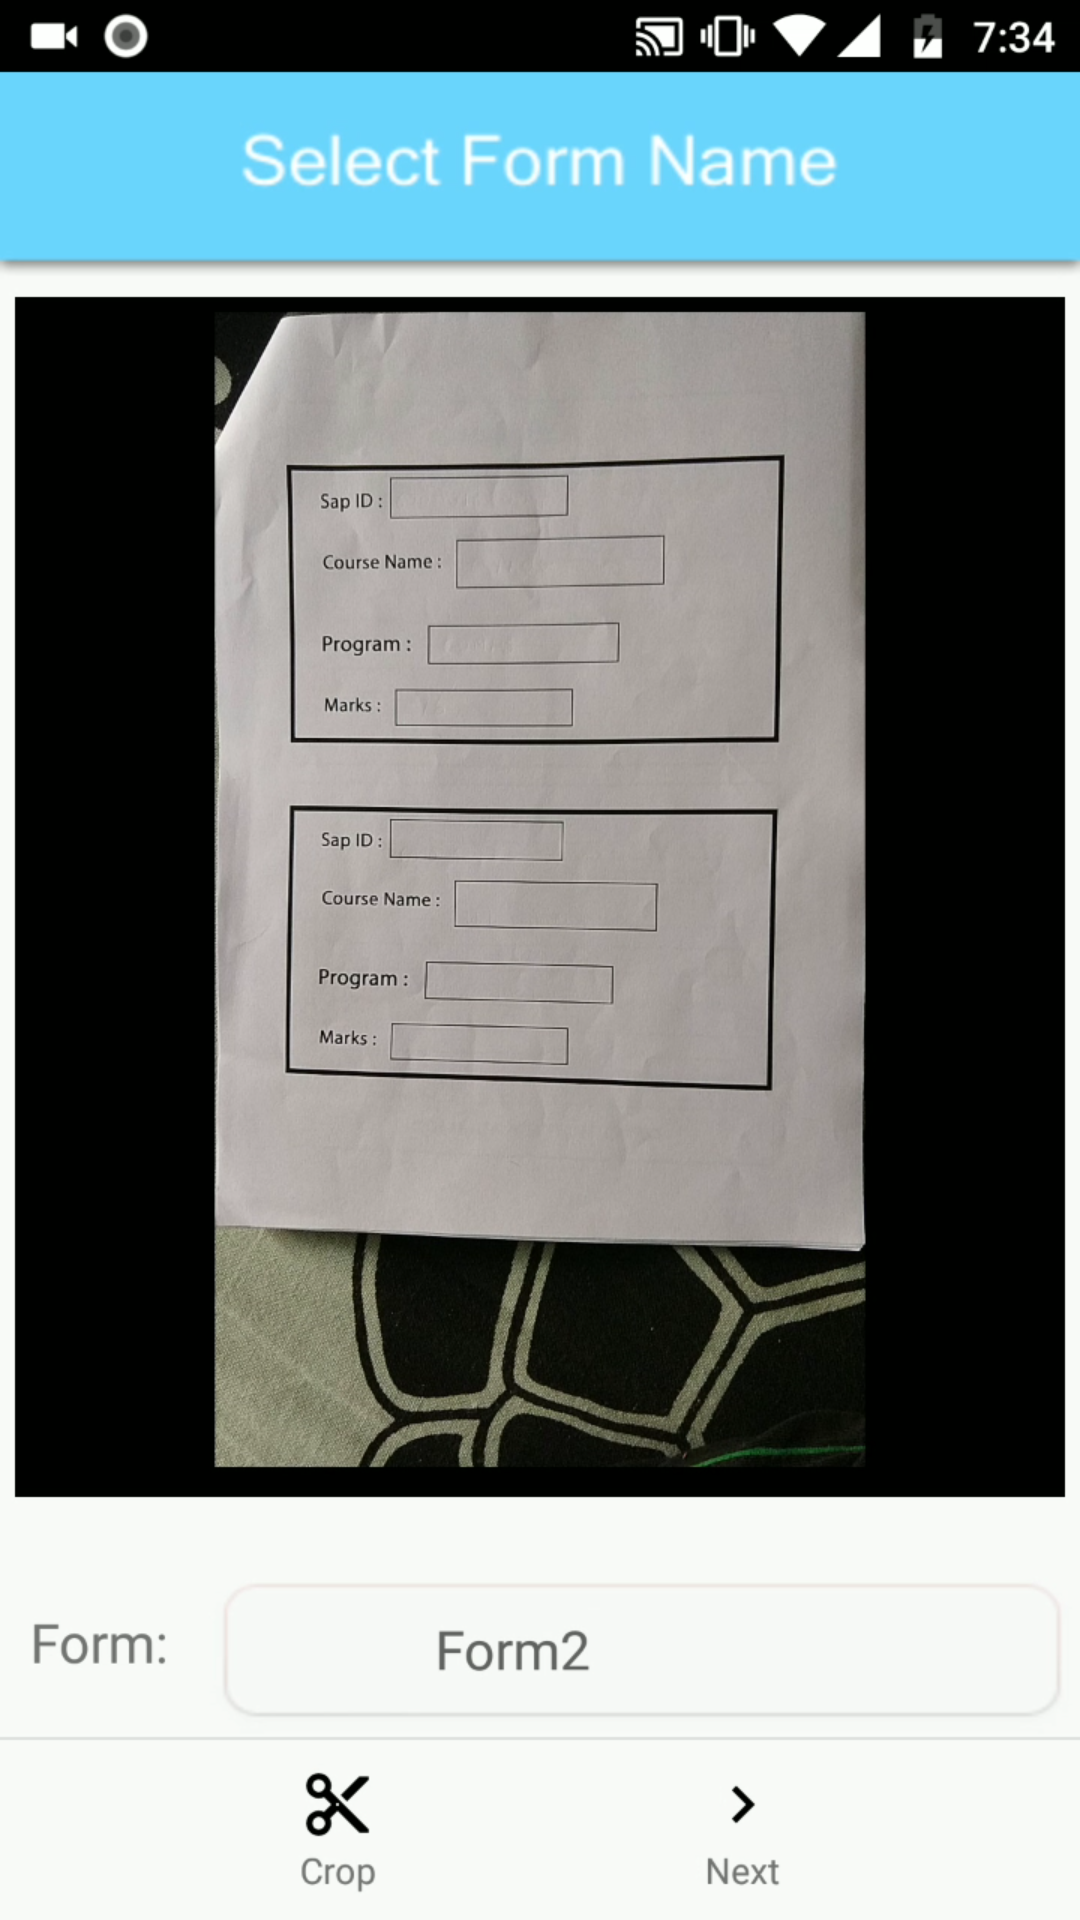 7:34
Select Form Name
Sap ID :
Course Name :
Program :
Marks :
Sap ID :
Course Name :
Program :
Marks :
Form: Form2
Crop Next